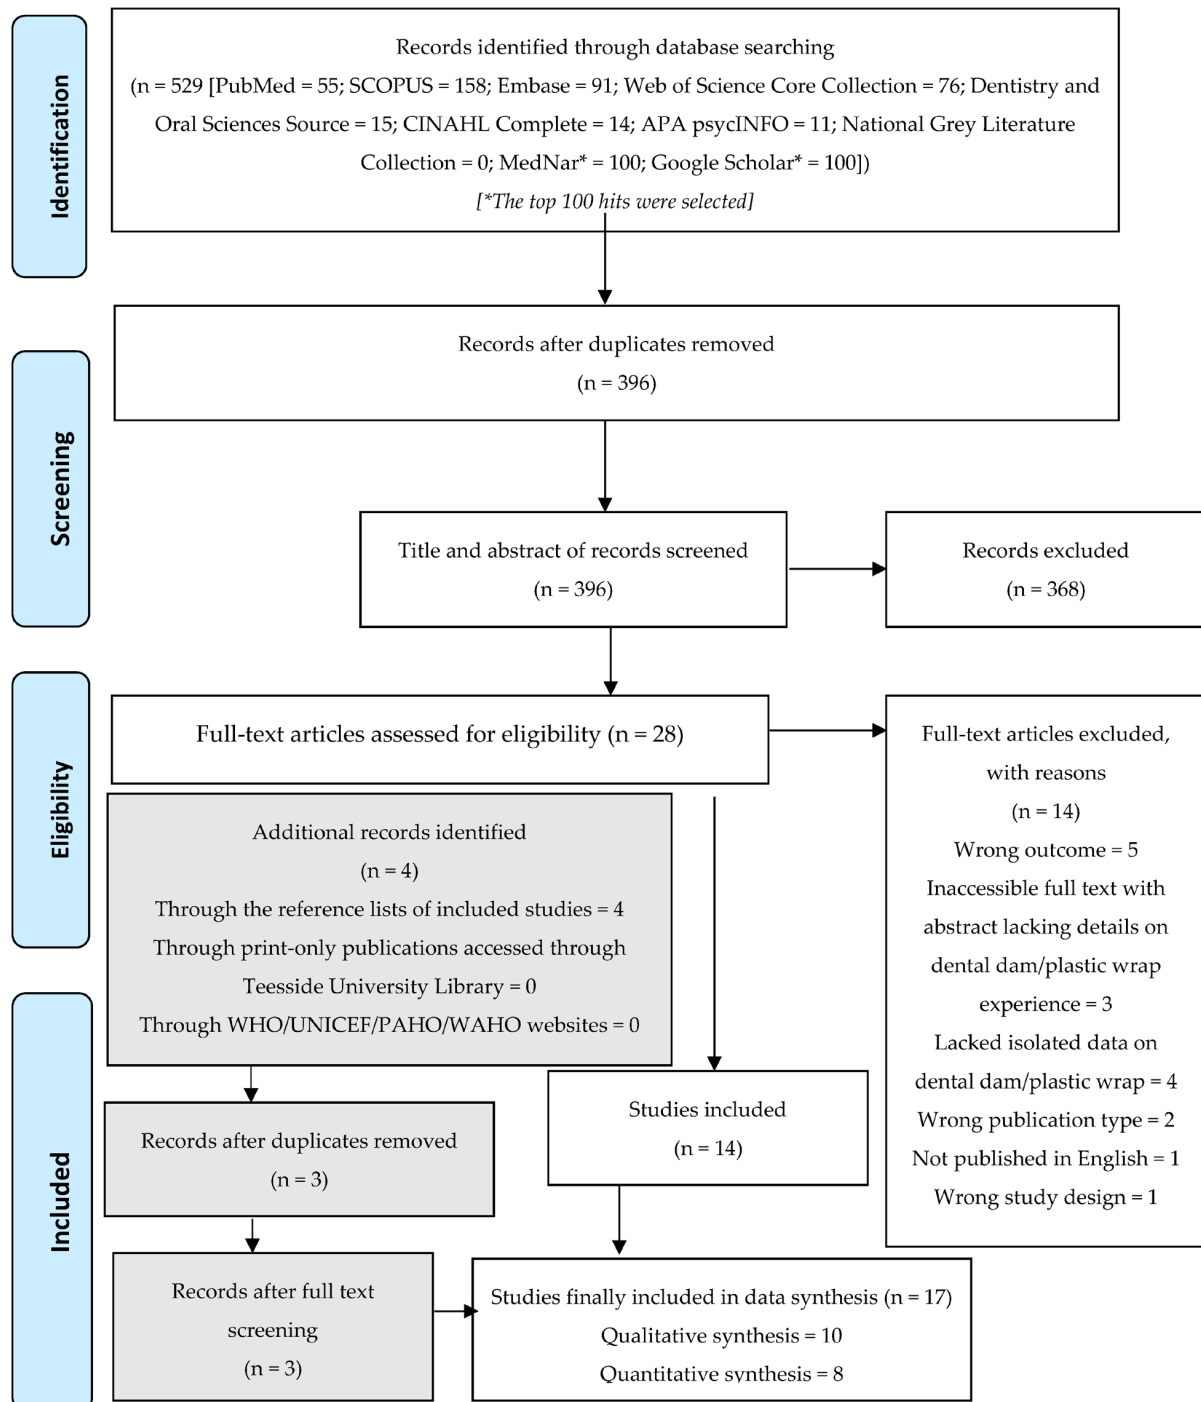 Identification
Records identified through database searching
(n = 529 [PubMed = 55; SCOPUS = 158; Embase = 91; Web of Science Core Collection = 76; Dentistry and
Oral Sciences Source = 15; CINAHL Complete = 14; APA psycINFO = 11; National Grey Literature
Collection = 0; MedNar* = 100; Google Scholar* = 100])
[*The top 100 hits were selected]
Records after duplicates removed
(n = 396)
Screening
Title and abstract of records screened
(n = 396)
Records excluded
(n = 368)
Eligibility
Full-text articles assessed for eligibility (n = 28)
Full-text articles excluded,
with reasons
(n = 14)
Wrong outcome = 5
Inaccessible full text with
abstract lacking details on
dental dam/plastic wrap
experience = 3
Lacked isolated data on
dental dam/plastic wrap = 4
Wrong publication type = 2
Not published in English = 1
Wrong study design = 1
Additional records identified
(n = 4)
Through the reference lists of included studies = 4
Through print-only publications accessed through
Teesside University Library = 0
Through WHO/UNICEF/PAHO/WAHO websites = 0
Included
Records after duplicates removed
(n = 3)
Studies included
(n = 14)
Records after full text
screening
(n = 3)
Studies finally included in data synthesis (n = 17)
Qualitative synthesis = 10
Quantitative synthesis = 8